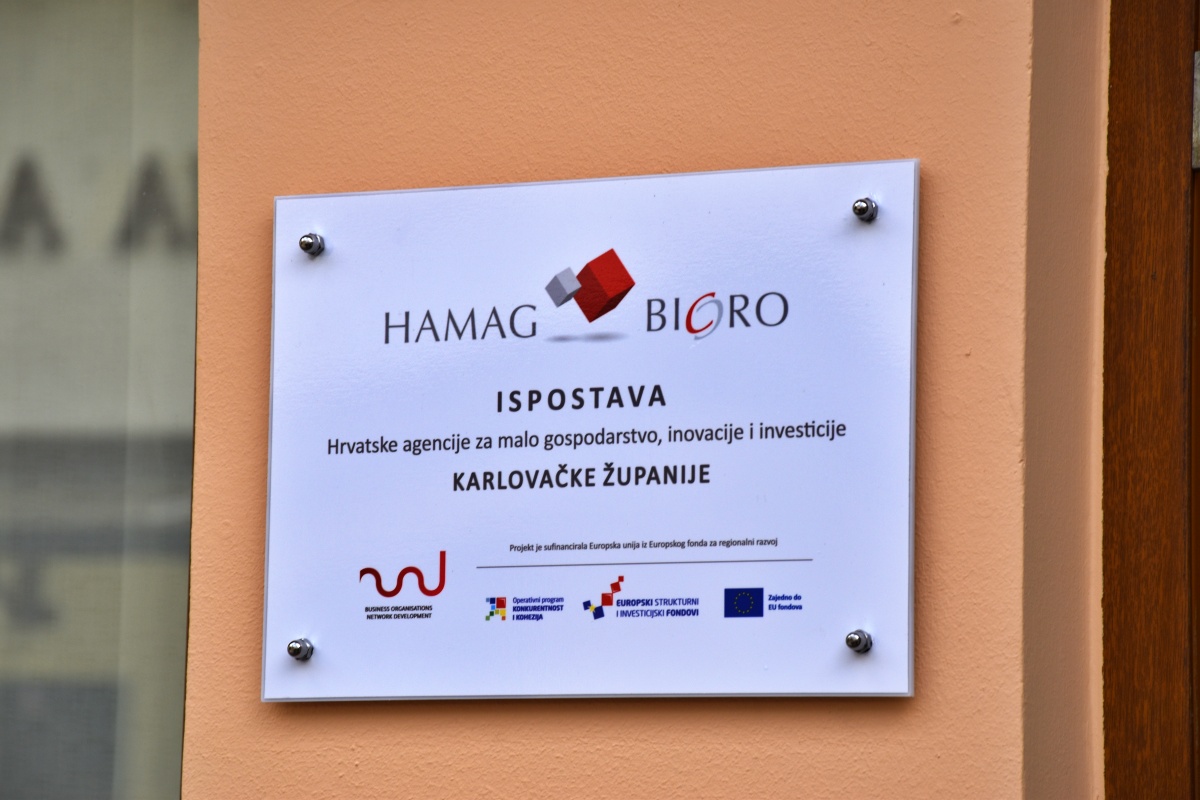 HAMAG BICRO
ISPOSTAVA
Hrvatske agencije za malo gospodarstvo, inovacije i investicije
KARLOVAČKE ŽUPANIJE
Projekt je sufinancirala Europska unija iz Europskog fonda za regionalni razvoj
BUSINESS ORGANISATIONS
NETWORK DEVELOPMENT
Operativni program
KONKURENTNOST
I KOHEZIJA
EUROPSKI STRUKTURNI
I INVESTICIJSKI FONDOVI
Zajedno do
EU fondova